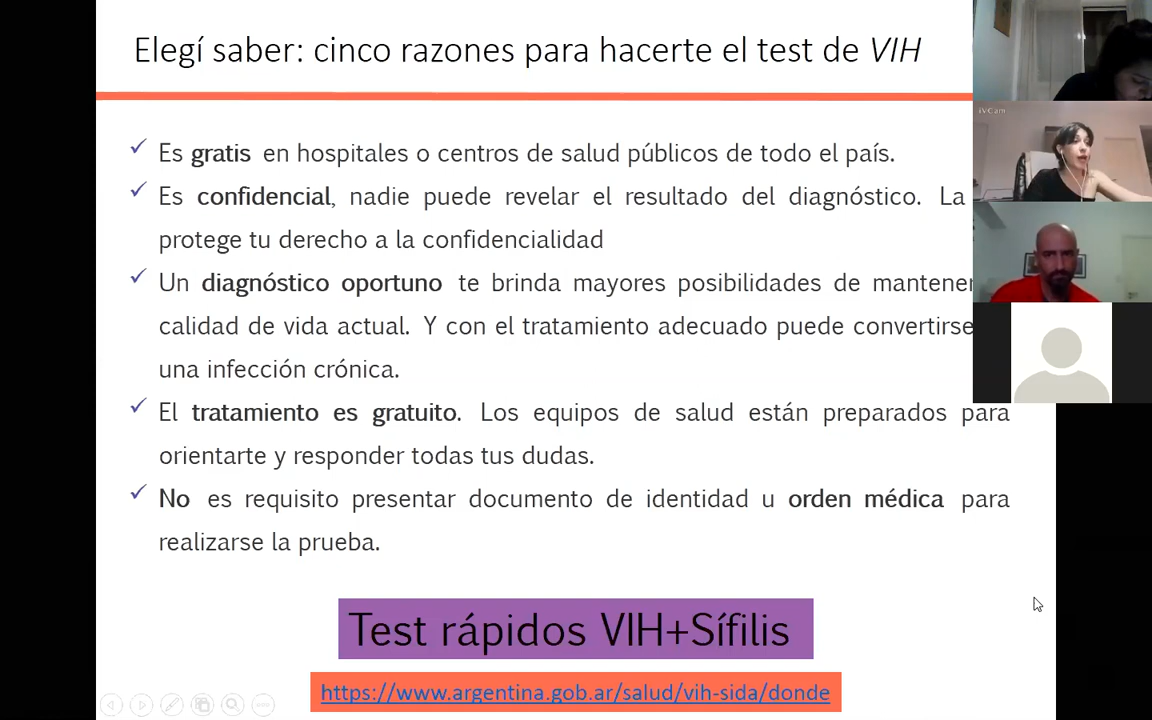 Elegí saber: cinco razones para hacerte el test de VIH
iVCam
✓ Es gratis en hospitales o centros de salud públicos de todo el país.
✓ Es confidencial, nadie puede revelar el resultado del diagnóstico. La
protege tu derecho a la confidencialidad
✓ Un diagnóstico oportuno te brinda mayores posibilidades de mantener
calidad de vida actual. Y con el tratamiento adecuado puede convertirse
una infección crónica.
✓ El tratamiento es gratuito. Los equipos de salud están preparados para
orientarte y responder todas tus dudas.
✓ No es requisito presentar documento de identidad u orden médica para
realizarse la prueba.
Test rápidos VIH+Sífilis
https://www.argentina.gob.ar/salud/vih-sida/donde